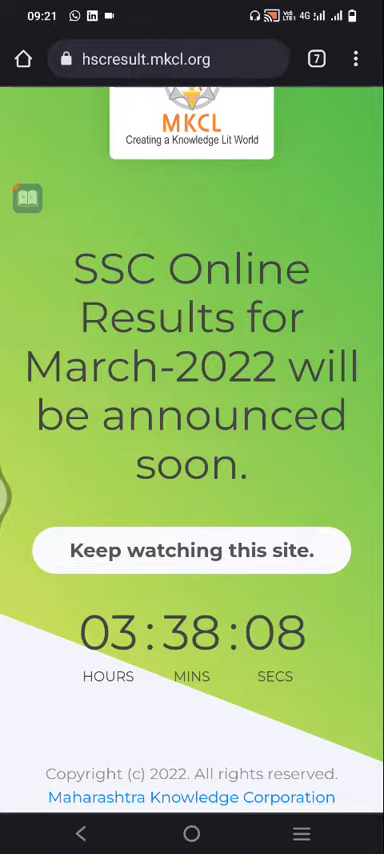 09:21 4G
hscresult.mkcl.org 7
MKCL
Creating a Knowledge Lit World
SSC Online
Results for
March-2022 will
be announced
soon.
Keep watching this site.
03 : 38 : 08
HOURS MINS SECS
Copyright (c) 2022. All rights reserved.
Maharashtra Knowledge Corporation